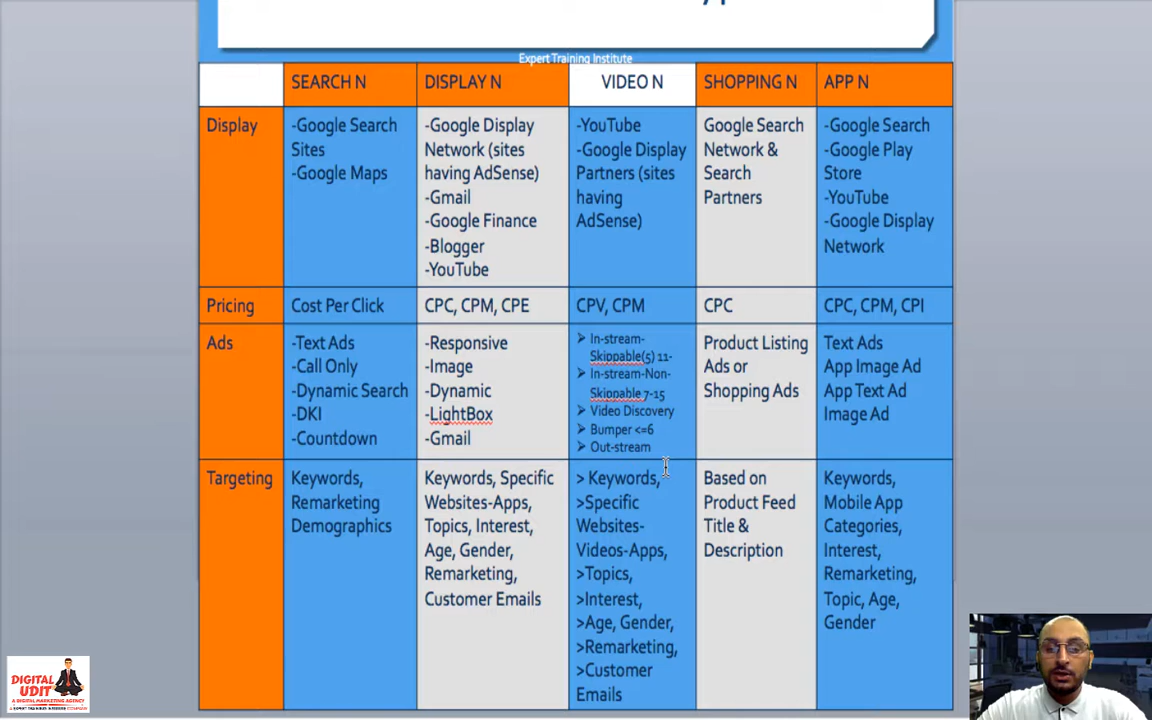 Expert Training Institute
SEARCH N
DISPLAY N
VIDEO N
SHOPPING N
APP N
Display
-Google Search
Sites
-Google Maps
-Google Display
Network (sites
having AdSense)
-Gmail
-Google Finance
-Blogger
-YouTube
-YouTube
-Google Display
Partners (sites
having
AdSense)
Google Search
Network &
Search
Partners
-Google Search
-Google Play
Store
-YouTube
-Google Display
Network
Pricing
Cost Per Click
CPC, CPM, CPE
CPV, CPM
CPC
CPC, CPM, CPI
Ads
-Text Ads
-Call Only
-Dynamic Search
-DKI
-Countdown
-Responsive
-Image
-Dynamic
-LightBox
-Gmail
➢ In-stream-
Skippable(5) 11-
➢ In-stream-Non-
Skippable 7-15
➢ Video Discovery
➢ Bumper <=6
➢ Out-stream
Product Listing
Ads or
Shopping Ads
Text Ads
App Image Ad
App Text Ad
Image Ad
Targeting
Keywords,
Remarketing
Demographics
Keywords, Specific
Websites-Apps,
Topics, Interest,
Age, Gender,
Remarketing,
Customer Emails
> Keywords,
>Specific
Websites-
Videos-Apps,
>Topics,
>Interest,
>Age, Gender,
>Remarketing,
>Customer
Emails
Based on
Product Feed
Title &
Description
Keywords,
Mobile App
Categories,
Interest,
Remarketing,
Topic, Age,
Gender
DIGITAL
UDIT
A DIGITAL MARKETING AGENCY